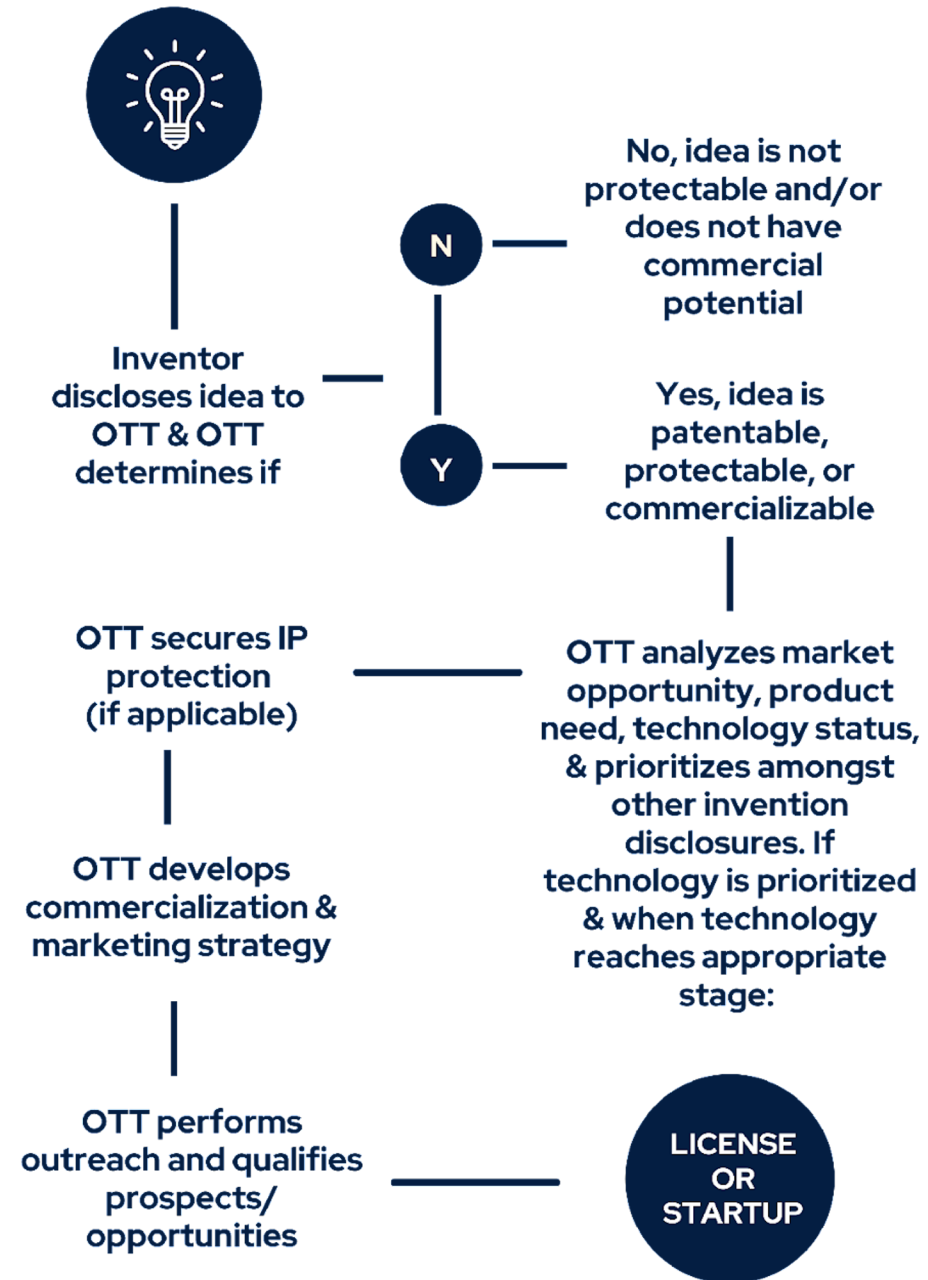 Inventor
discloses idea to
OTT & OTT
determines if
N
No, idea is not
protectable and/or
does not have
commercial
potential
Y
Yes, idea is
patentable,
protectable, or
commercializable
OTT analyzes market
opportunity, product
need, technology status,
& prioritizes amongst
other invention
disclosures. If
technology is prioritized
& when technology
reaches appropriate
stage:
OTT secures IP
protection
(if applicable)
OTT develops
commercialization &
marketing strategy
OTT performs
outreach and qualifies
prospects/
opportunities
LICENSE
OR
STARTUP